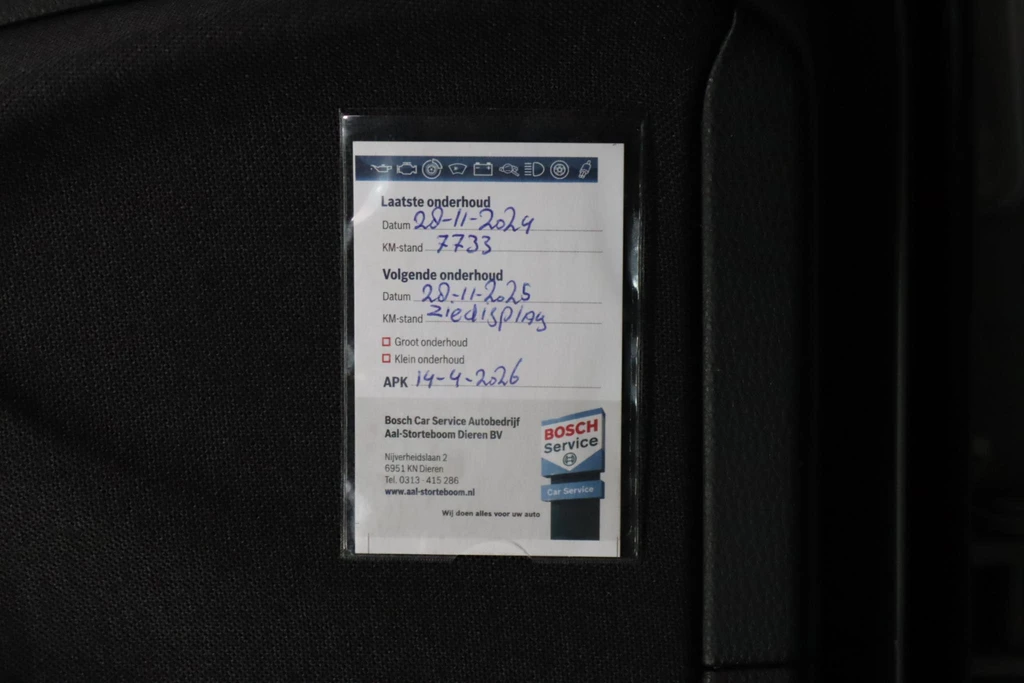 Laatste onderhoud
Datum 28-11-2024
KM-stand 7733
Volgende onderhoud
Datum 28-11-2025
KM-stand ziedisplay
Groot onderhoud
Klein onderhoud
APK 14-4-2026
Bosch Car Service Autobedrijf
Aal-Storteboom Dieren BV
Nijverheidslaan 2
6951 KN Dieren
Tel. 0313 - 415 286
www.aal-storteboom.nl
Wij doen alles voor uw auto
BOSCH
Service
Car Service